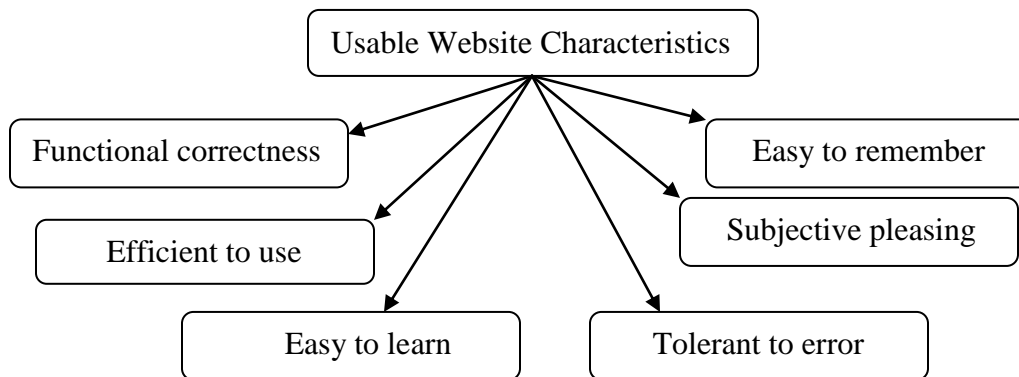 Usable Website Characteristics
Functional correctness
Easy to remember
Efficient to use
Subjective pleasing
Easy to learn
Tolerant to error